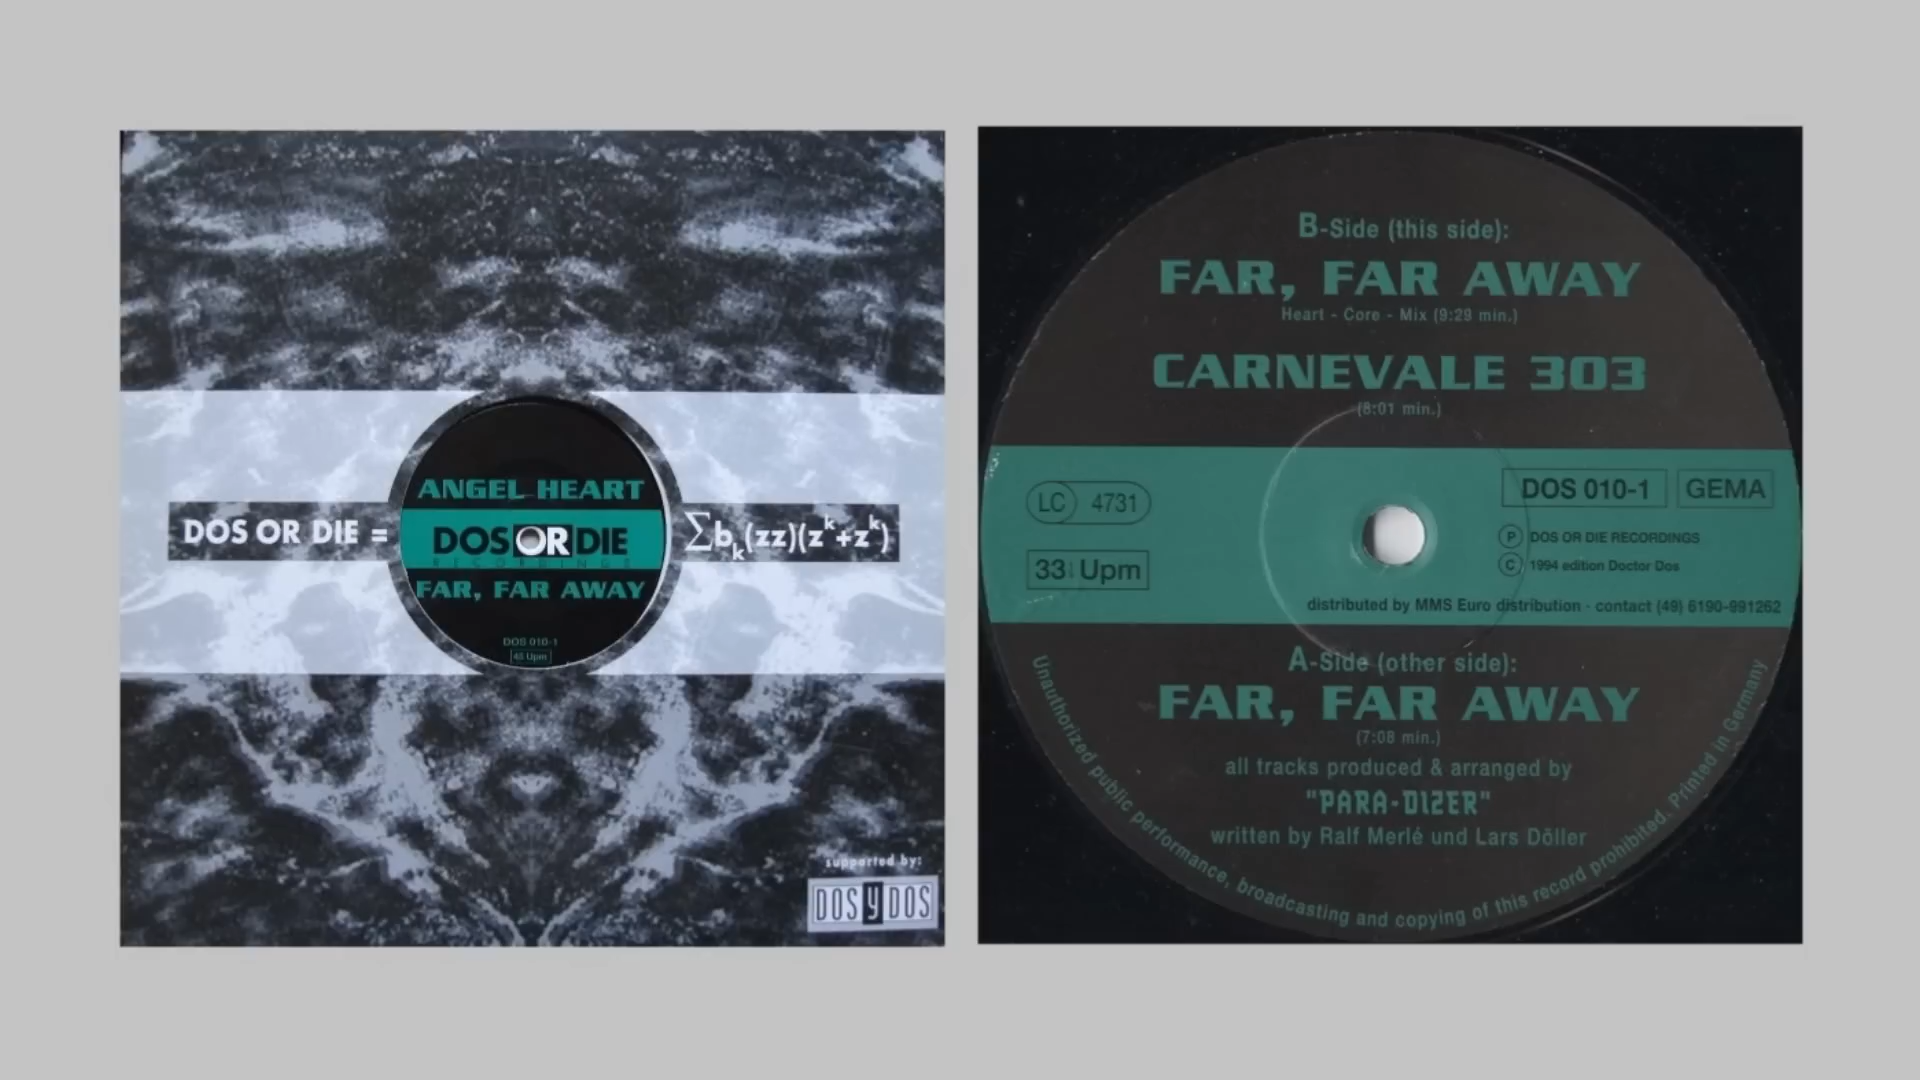 DOS OR DIE =
ANGEL HEART
DOS OR DIE
RECORDINGS
FAR, FAR AWAY
DOS 010-1
45 Upm
∑b_k(zz)(z^k+z^k)
supported by:
DOS y DOS
B-Side (this side):
FAR, FAR AWAY
Heart - Core - Mix (9:29 min.)
CARNEVALE 303
(8:01 min.)
LC 4731
33 Upm
DOS 010-1 GEMA
P DOS OR DIE RECORDINGS
C 1994 edition Doctor Dos
distributed by MMS Euro distribution - contact (49) 6190-991262
A-Side (other side):
FAR, FAR AWAY
(7:08 min.)
all tracks produced & arranged by
"PARA-DIZER"
written by Ralf Merlé und Lars Döller
Unauthorized public performance, broadcasting and copying of this record prohibited. Printed in Germany